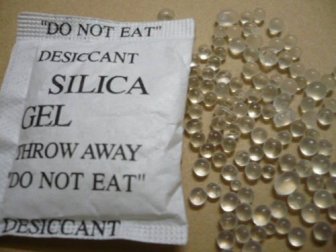 "DO NOT EAT"
DESICCANT
SILICA
GEL
THROW AWAY
"DO NOT EAT"
DESICCANT